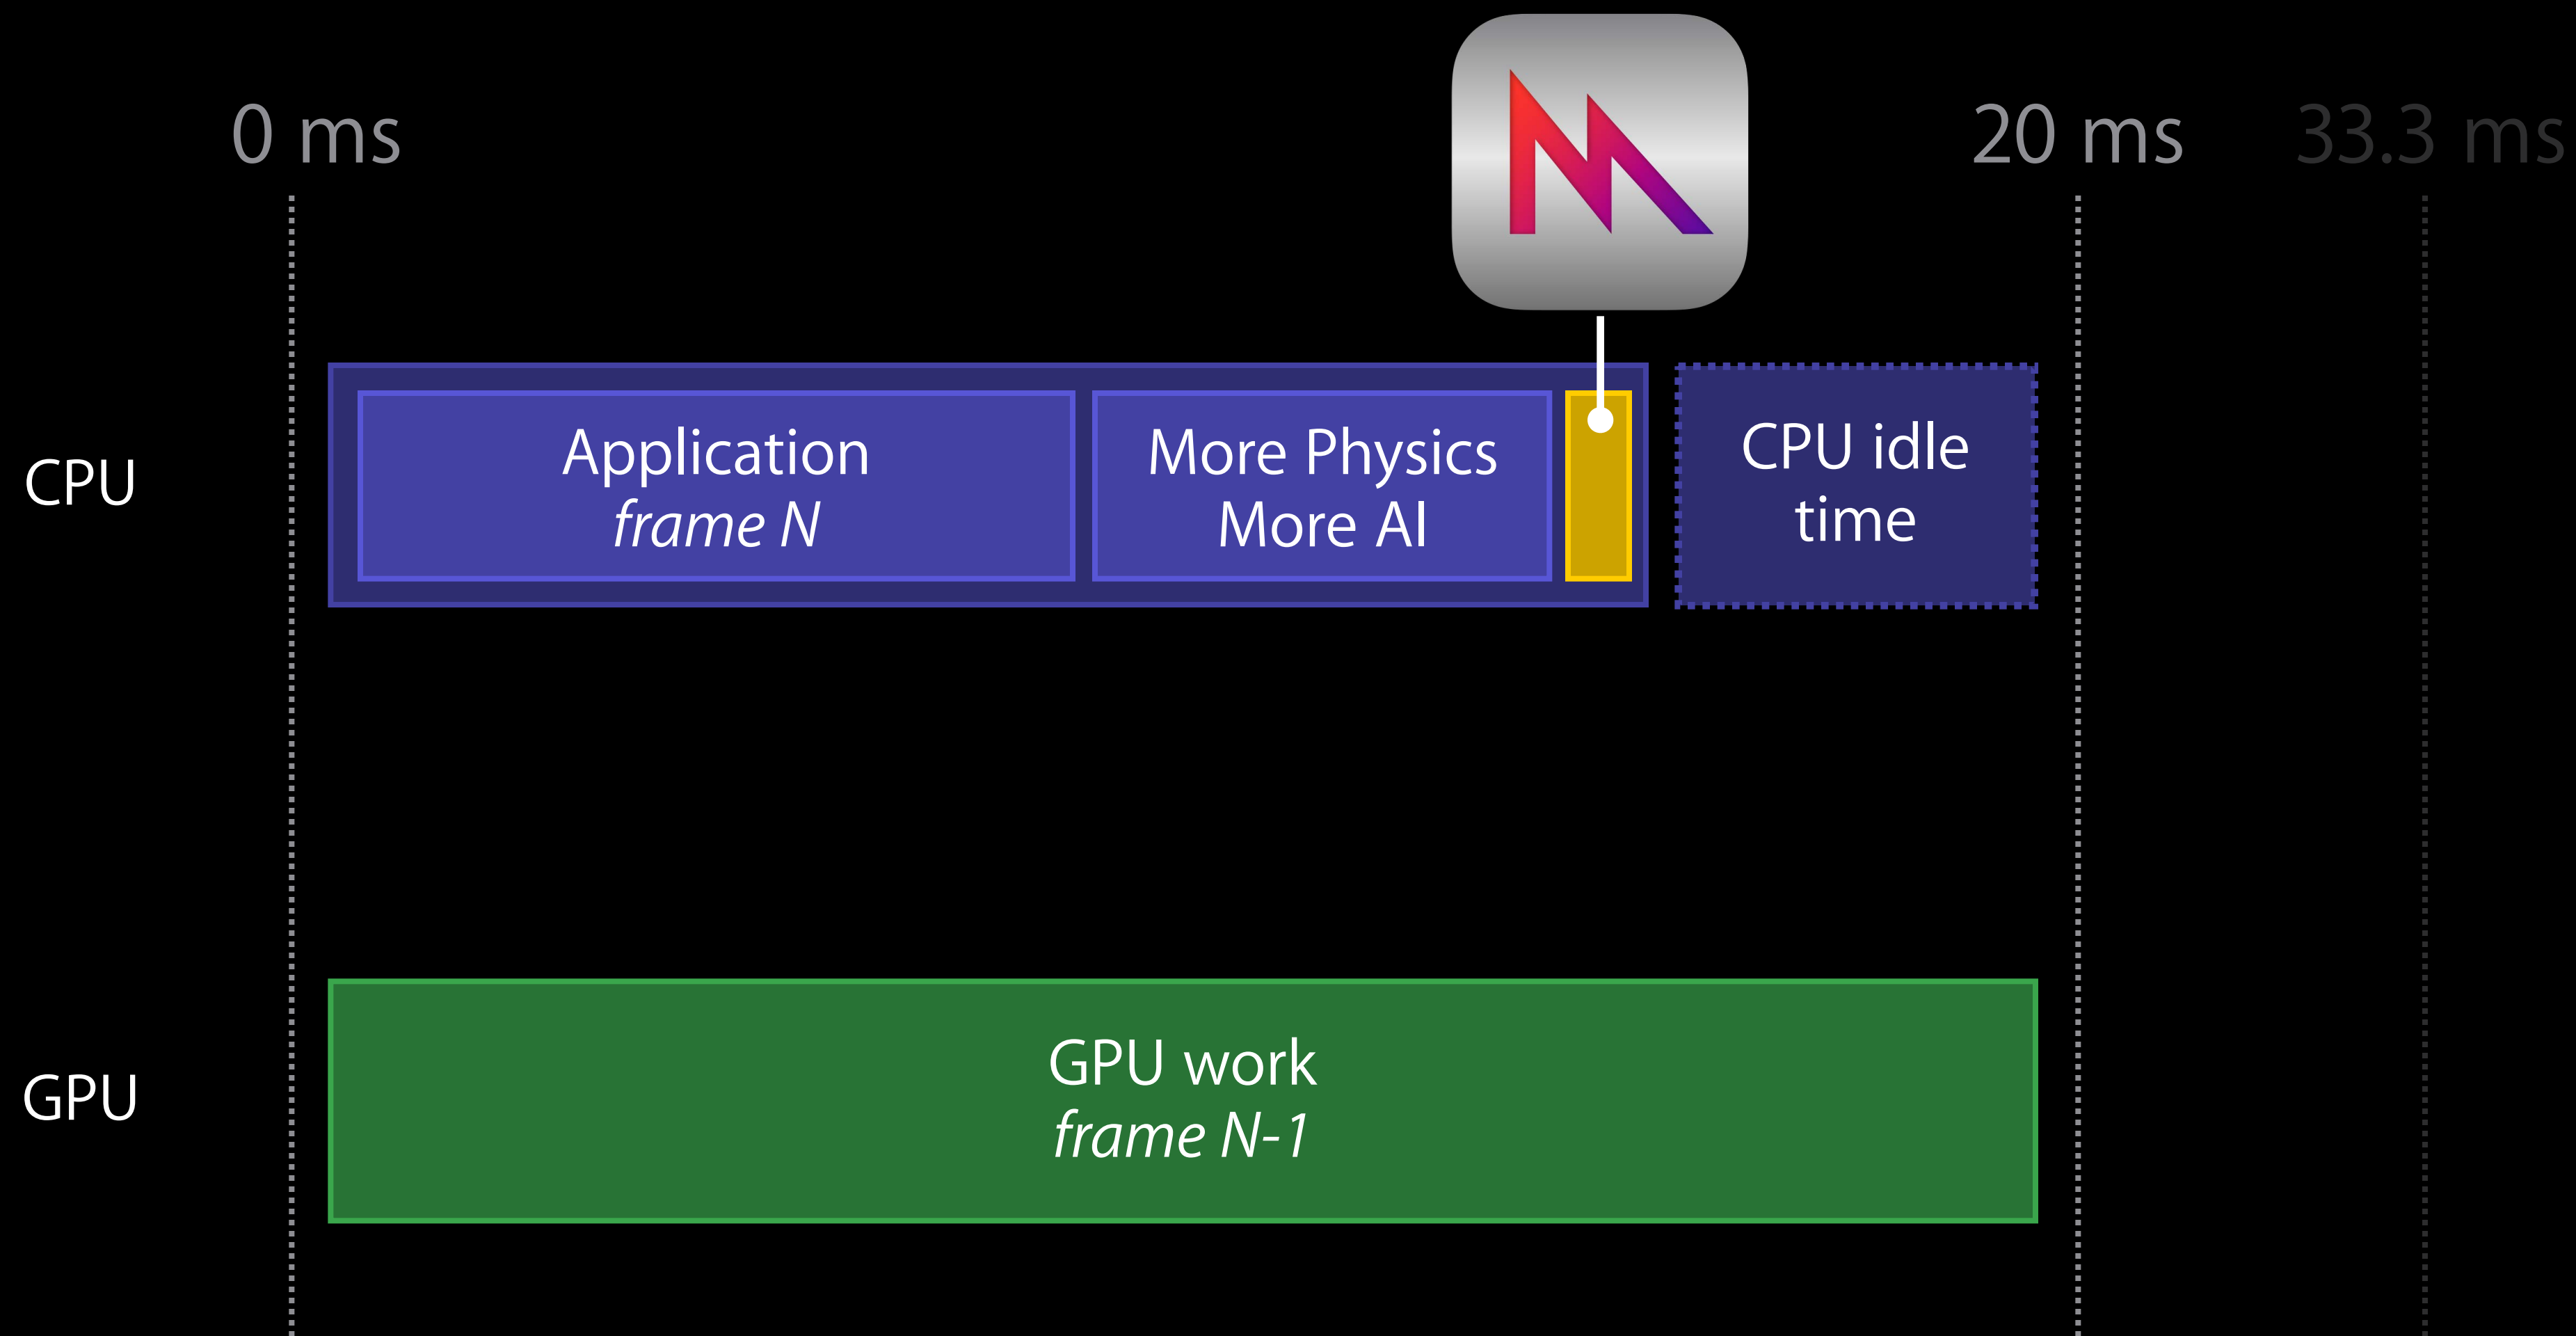 0 ms
20 ms
33.3 ms
CPU
Application
frame N
More Physics
More AI
CPU idle
time
GPU
GPU work
frame N-1